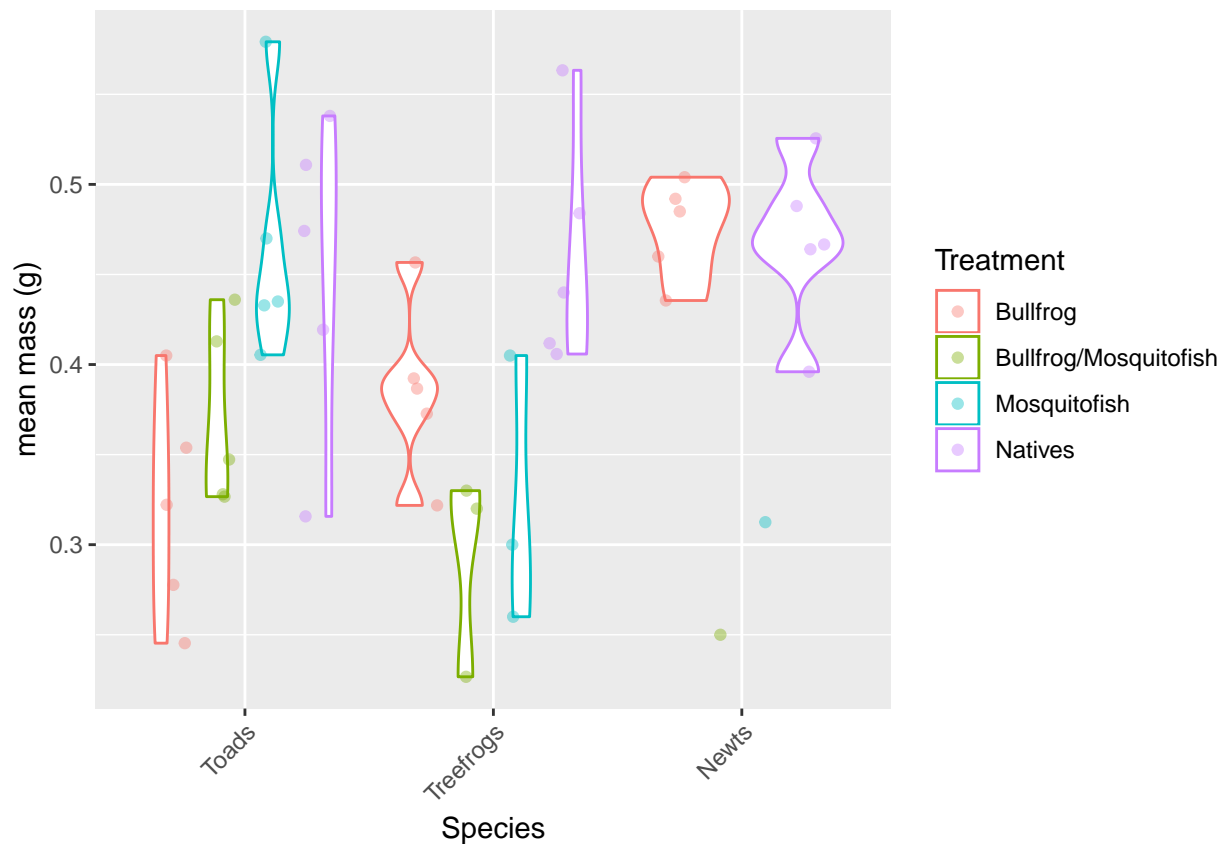 mean mass (g)
0.5
0.4
0.3
Toads
Treefrogs
Newts
Species
Treatment
Bullfrog
Bullfrog/Mosquitofish
Mosquitofish
Natives